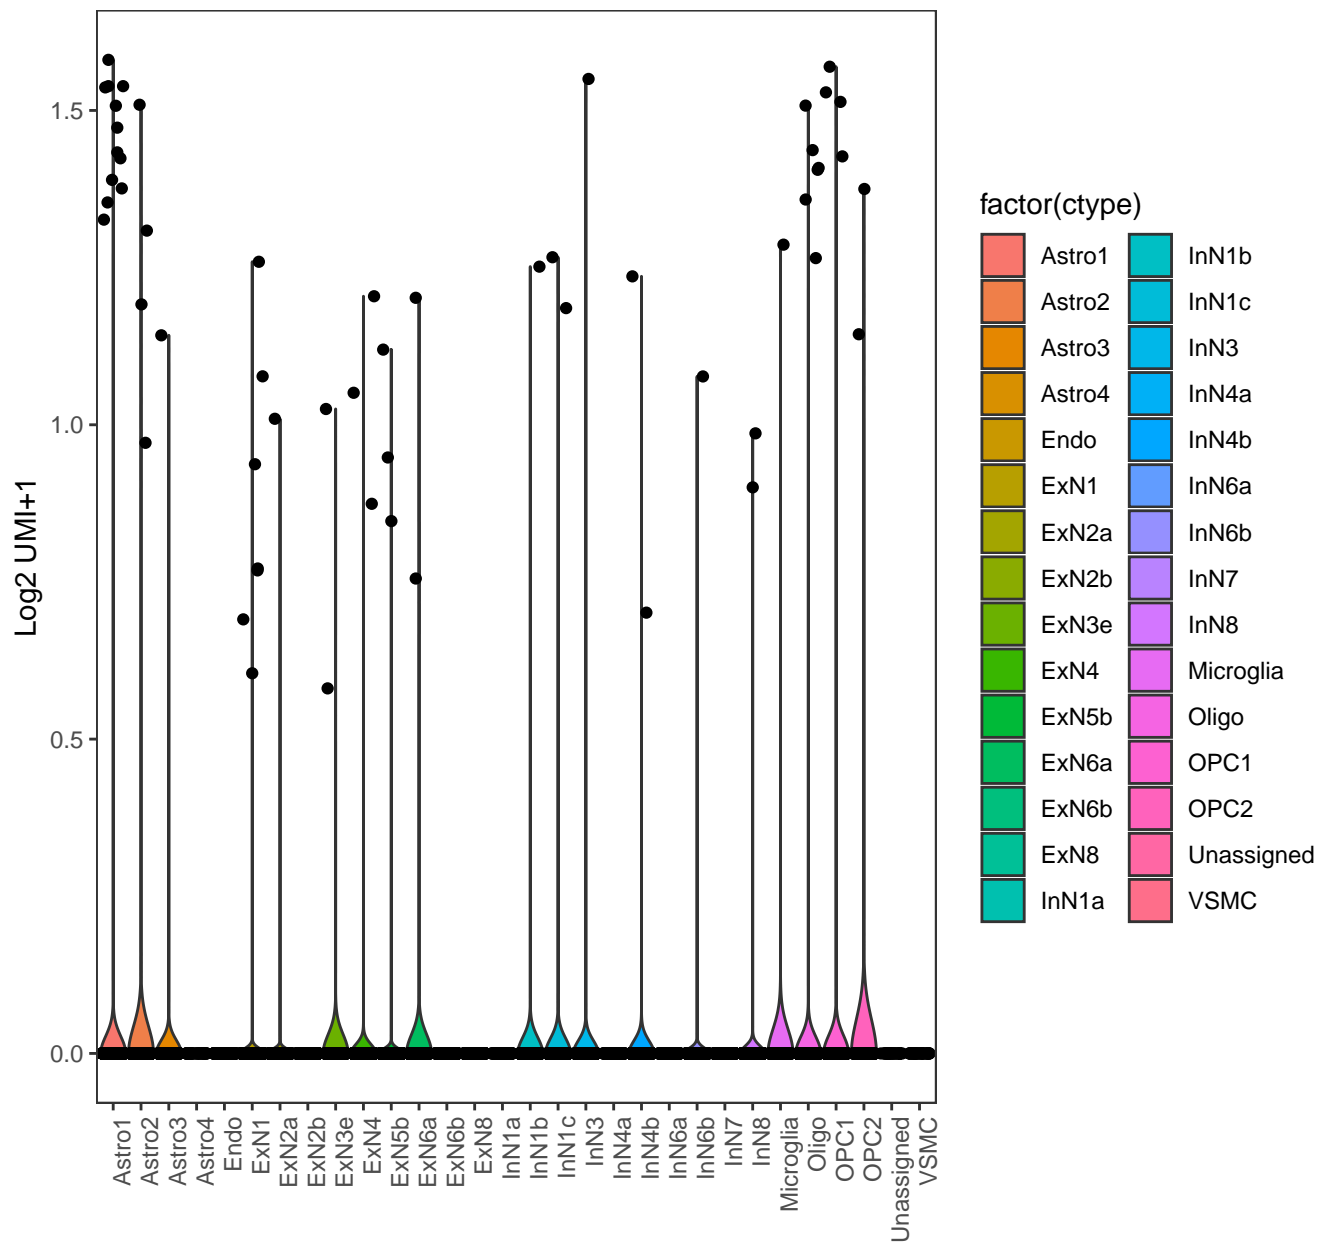 Log2 UMI+1
1.5
1.0
0.5
0.0
Astro1
Astro2
Astro3
Astro4
Endo
ExN1
ExN2a
ExN2b
ExN3e
ExN4
ExN5b
ExN6a
ExN6b
ExN8
InN1a
InN1b
InN1c
InN3
InN4a
InN4b
InN6a
InN6b
InN7
InN8
Microglia
Oligo
OPC1
OPC2
Unassigned
VSMC
factor(ctype)
Astro1
Astro2
Astro3
Astro4
Endo
ExN1
ExN2a
ExN2b
ExN3e
ExN4
ExN5b
ExN6a
ExN6b
ExN8
InN1a
InN1b
InN1c
InN3
InN4a
InN4b
InN6a
InN6b
InN7
InN8
Microglia
Oligo
OPC1
OPC2
Unassigned
VSMC